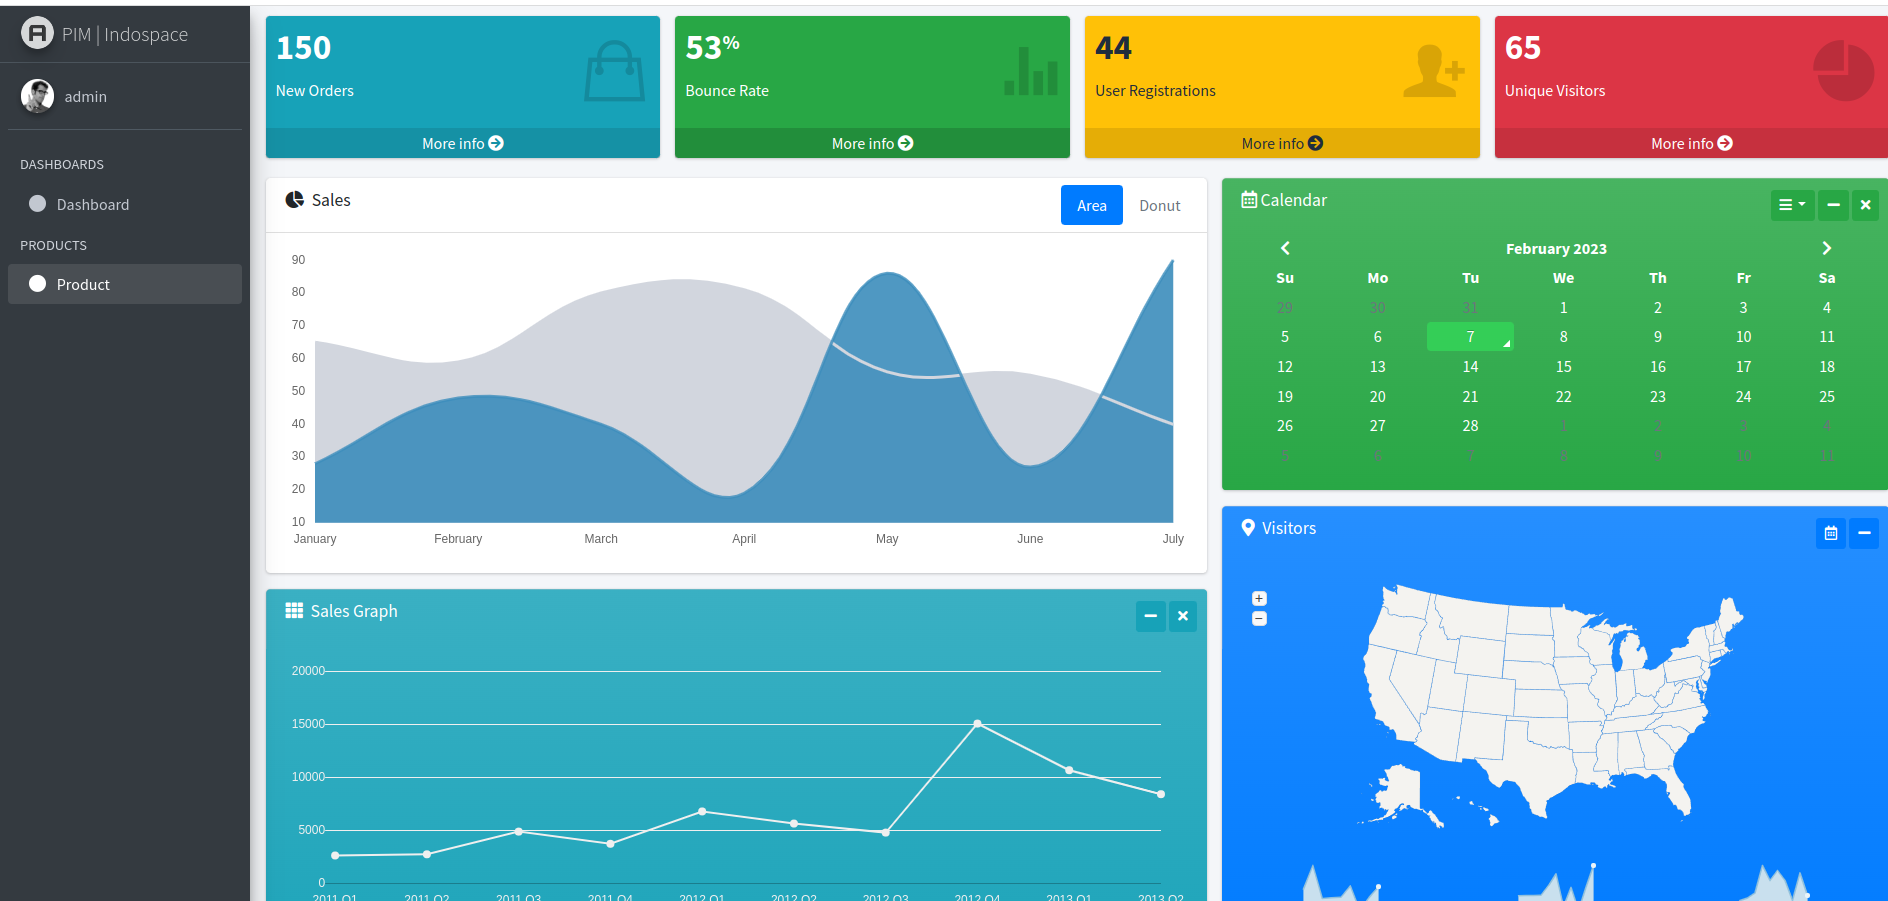 PIM | Indospace
admin
DASHBOARDS
Dashboard
PRODUCTS
Product
150
New Orders
More info
53%
Bounce Rate
More info
44
User Registrations
More info
65
Unique Visitors
More info
Sales
Area Donut
90
80
70
60
50
40
30
20
10
January February March April May June July
Sales Graph
20000
15000
10000
5000
0
2011 Q1 2011 Q2 2011 Q3 2011 Q4 2012 Q1 2012 Q2 2012 Q3 2012 Q4 2013 Q1 2013 Q2
Calendar
February 2023
Su Mo Tu We Th Fr Sa
29 30 31 1 2 3 4
5 6 7 8 9 10 11
12 13 14 15 16 17 18
19 20 21 22 23 24 25
26 27 28 1 2 3 4
5 6 7 8 9 10 11
Visitors
+
−